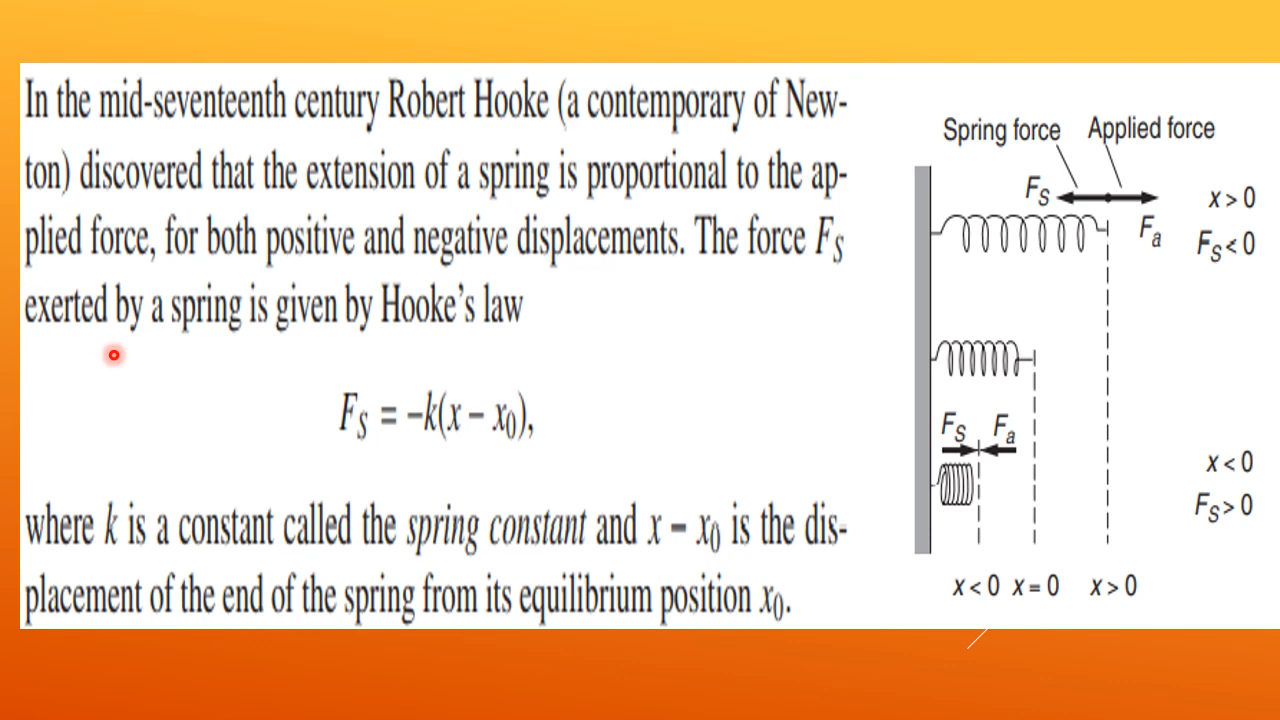 In the mid-seventeenth century Robert Hooke (a contemporary of New-
ton) discovered that the extension of a spring is proportional to the ap-
plied force, for both positive and negative displacements. The force F_S
exerted by a spring is given by Hooke's law
F_S = −k(x − x_0),
where k is a constant called the spring constant and x − x_0 is the dis-
placement of the end of the spring from its equilibrium position x_0.
Spring force Applied force
F_S
F_a
x > 0
F_S < 0
F_S F_a
x < 0
F_S > 0
x < 0 x = 0 x > 0